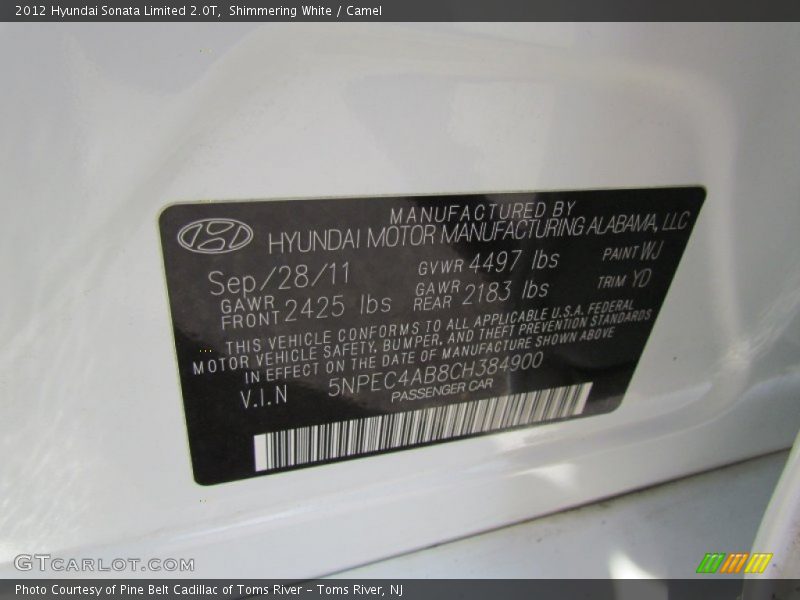 2012 Hyundai Sonata Limited 2.0T, Shimmering White / Camel
MANUFACTURED BY
HYUNDAI MOTOR MANUFACTURING ALABAMA, LLC
Sep/28/11 GVWR 4497 lbs PAINT WJ
GAWR FRONT 2425 lbs GAWR REAR 2183 lbs TRIM YD
THIS VEHICLE CONFORMS TO ALL APPLICABLE U.S.A. FEDERAL
MOTOR VEHICLE SAFETY, BUMPER, AND THEFT PREVENTION STANDARDS
IN EFFECT ON THE DATE OF MANUFACTURE SHOWN ABOVE
V.I.N 5NPEC4AB8CH384900
PASSENGER CAR
GTCARLOT.COM
Photo Courtesy of Pine Belt Cadillac of Toms River - Toms River, NJ